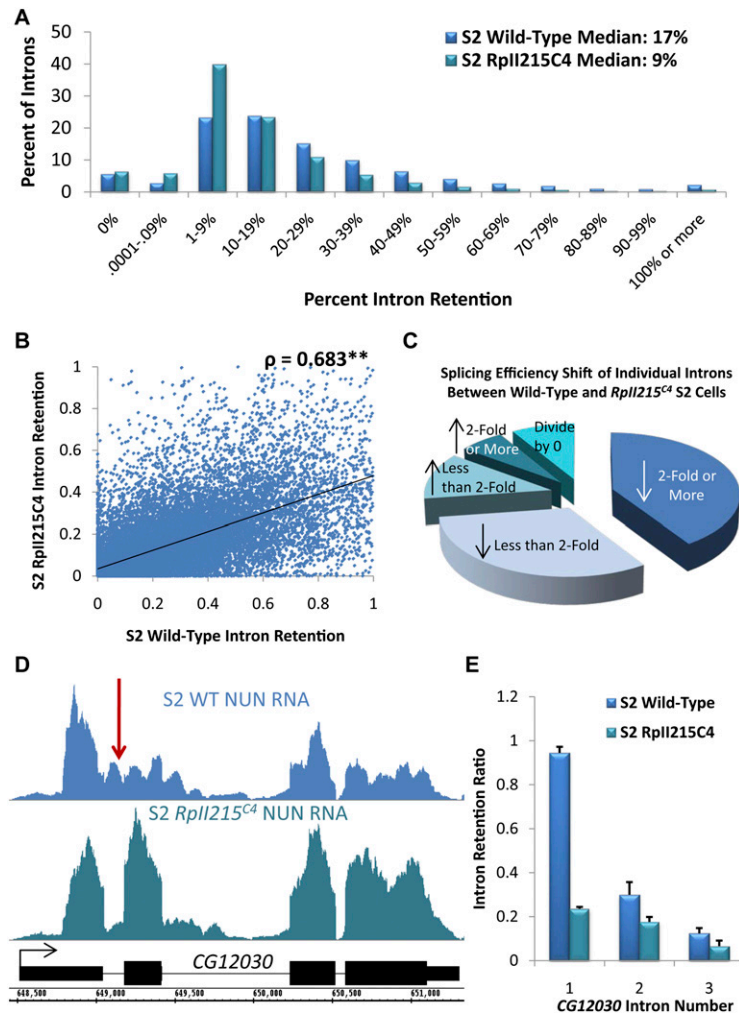 A
S2 Wild-Type Median: 17%
S2 RpII215C4 Median: 9%
Percent of Introns
50
40
30
20
10
0
0%
.0001-.09%
1-9%
10-19%
20-29%
30-39%
40-49%
50-59%
60-69%
70-79%
80-89%
90-99%
100% or more
Percent Intron Retention
B
ρ = 0.683**
S2 RpII215C4 Intron Retention
1
0.8
0.6
0.4
0.2
0
0
0.2
0.4
0.6
0.8
1
S2 Wild-Type Intron Retention
C
Splicing Efficiency Shift of Individual Introns
Between Wild-Type and RpII215C4 S2 Cells
2-Fold
or More
Divide
by 0
Less
than 2-Fold
2-Fold or
More
Less than 2-Fold
D
S2 WT NUN RNA
S2 RpII215C4 NUN RNA
CG12030
648,500
649,000
649,500
650,000
650,500
651,000
E
S2 Wild-Type
S2 RpII215C4
Intron Retention Ratio
1.2
1
0.8
0.6
0.4
0.2
0
1
2
3
CG12030 Intron Number